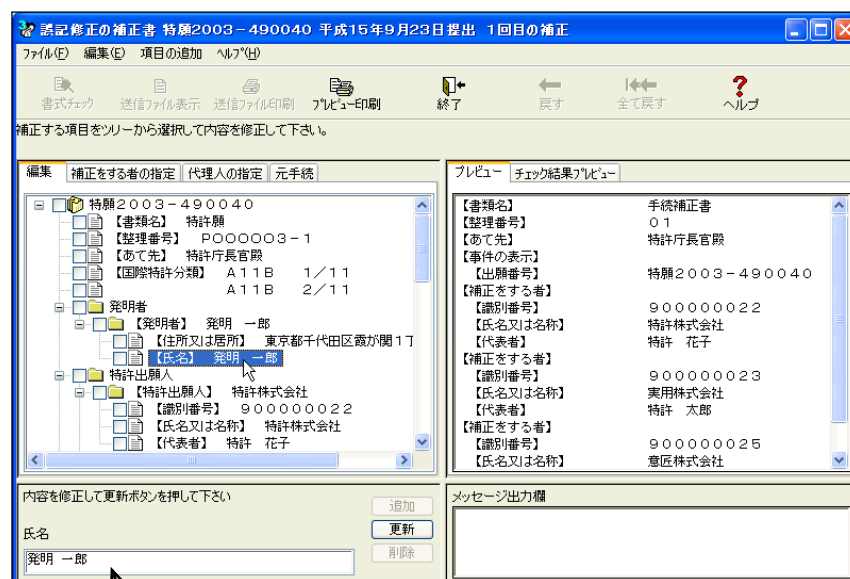 誤記修正の補正書 特願2003-490040 平成15年9月23日提出 1回目の補正
ファイル(F) 編集(E) 項目の追加 ヘルプ(H)
書式チェック 送信ファイル表示 送信ファイル印刷 プレビュー印刷 終了 戻す 全て戻す ヘルプ
補正する項目をツリーから選択して内容を修正して下さい。
編集 補正をする者の指定 代理人の指定 元手続
特願2003-490040
【書類名】 特許願
【整理番号】 P000003-1
【あて先】 特許庁長官殿
【国際特許分類】 A11B 1/11
A11B 2/11
発明者
【発明者】 発明 一郎
【住所又は居所】 東京都千代田区霞が関1丁
【氏名】 発明 一郎
特許出願人
【特許出願人】 特許株式会社
【識別番号】 900000022
【氏名又は名称】 特許株式会社
【代表者】 特許 花子
プレビュー チェック結果プレビュー
【書類名】 手続補正書
【整理番号】 01
【あて先】 特許庁長官殿
【事件の表示】
【出願番号】 特願2003-490040
【補正をする者】
【識別番号】 900000022
【氏名又は名称】 特許株式会社
【代表者】 特許 花子
【補正をする者】
【識別番号】 900000023
【氏名又は名称】 実用株式会社
【代表者】 特許 太郎
【補正をする者】
【識別番号】 900000025
【氏名又は名称】 意匠株式会社
内容を修正して更新ボタンを押して下さい
追加
氏名
更新
発明 一郎
削除
メッセージ出力欄